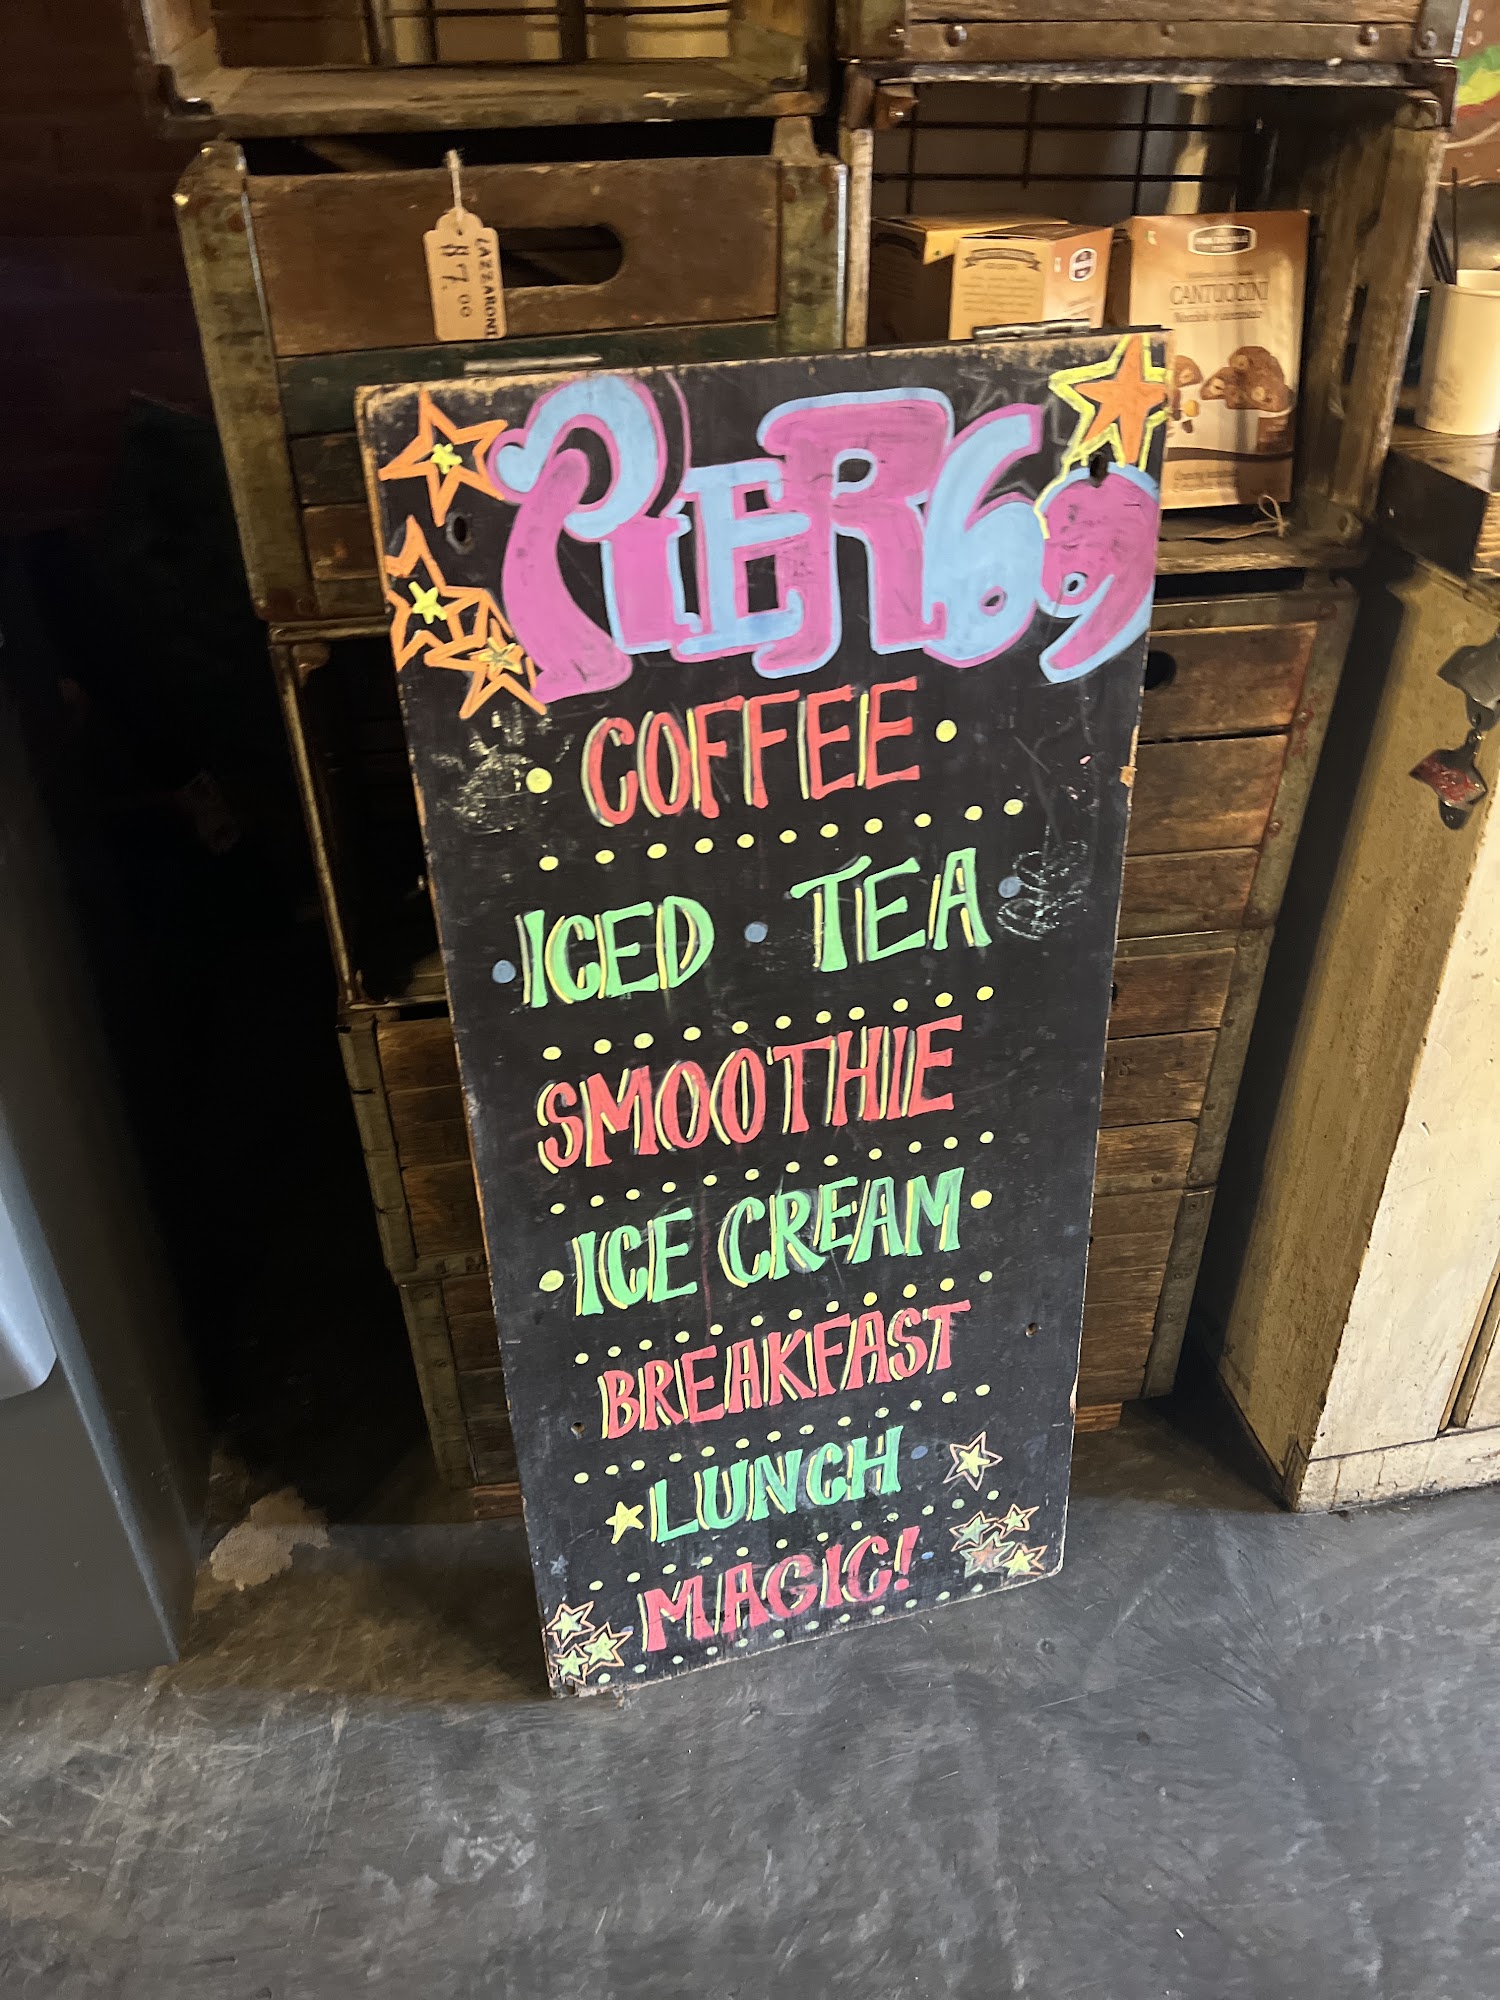 LAZZARONI
$7.00
CANTUCCINI
PIER 69
COFFEE
ICED TEA
SMOOTHIE
ICE CREAM
BREAKFAST
LUNCH
MAGIC!